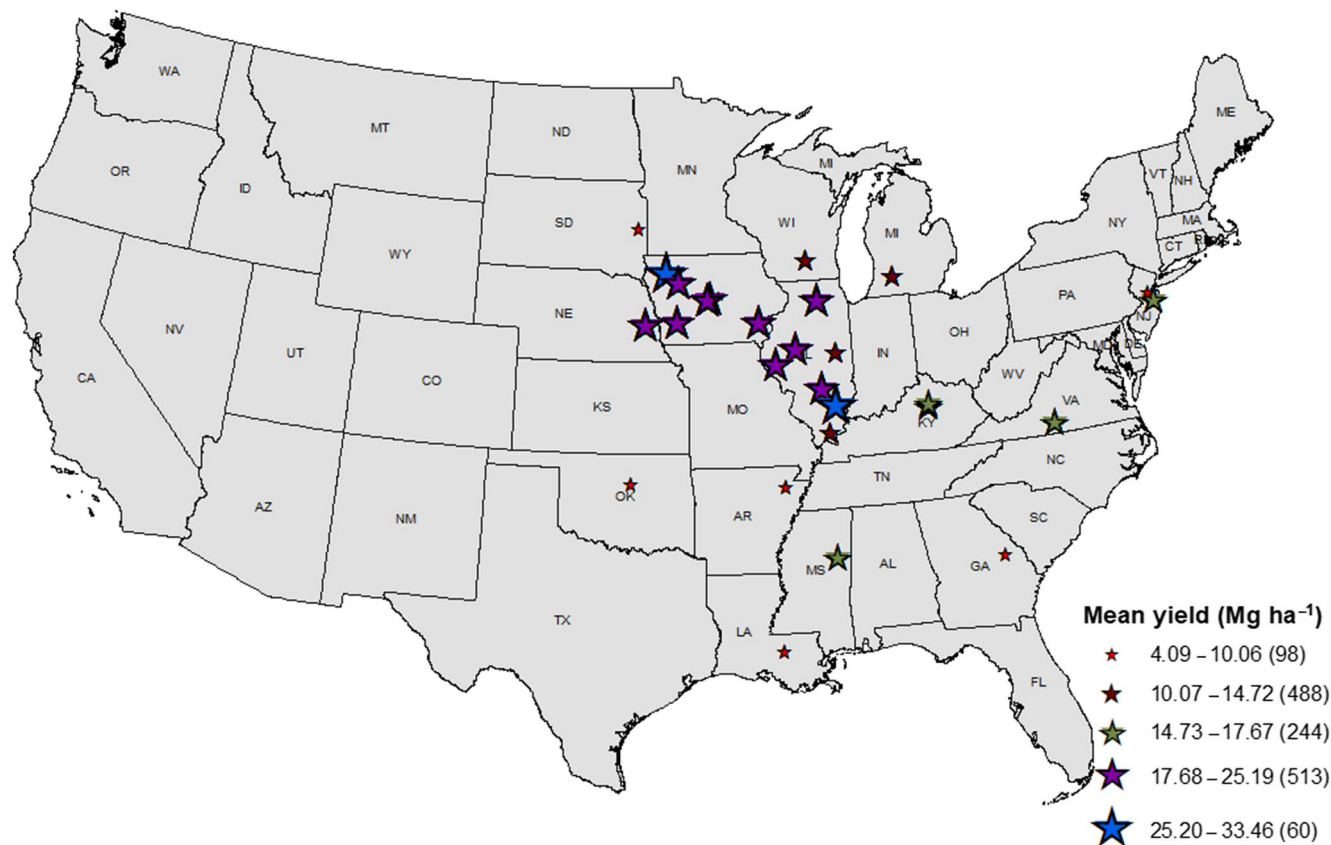 WA
MT
ND
MN
ME
OR
ID
SD
WI
MI
MI
VT
NH
NY
MA
CT
WY
NE
PA
NJ
OH
IN
MD
DE
NV
UT
CO
CA
KS
MO
WV
VA
KY
NC
TN
OK
AR
SC
AZ
NM
MS
AL
GA
TX
LA
FL
Mean yield (Mg ha⁻¹)
4.09 – 10.06 (98)
10.07 – 14.72 (488)
14.73 – 17.67 (244)
17.68 – 25.19 (513)
25.20 – 33.46 (60)